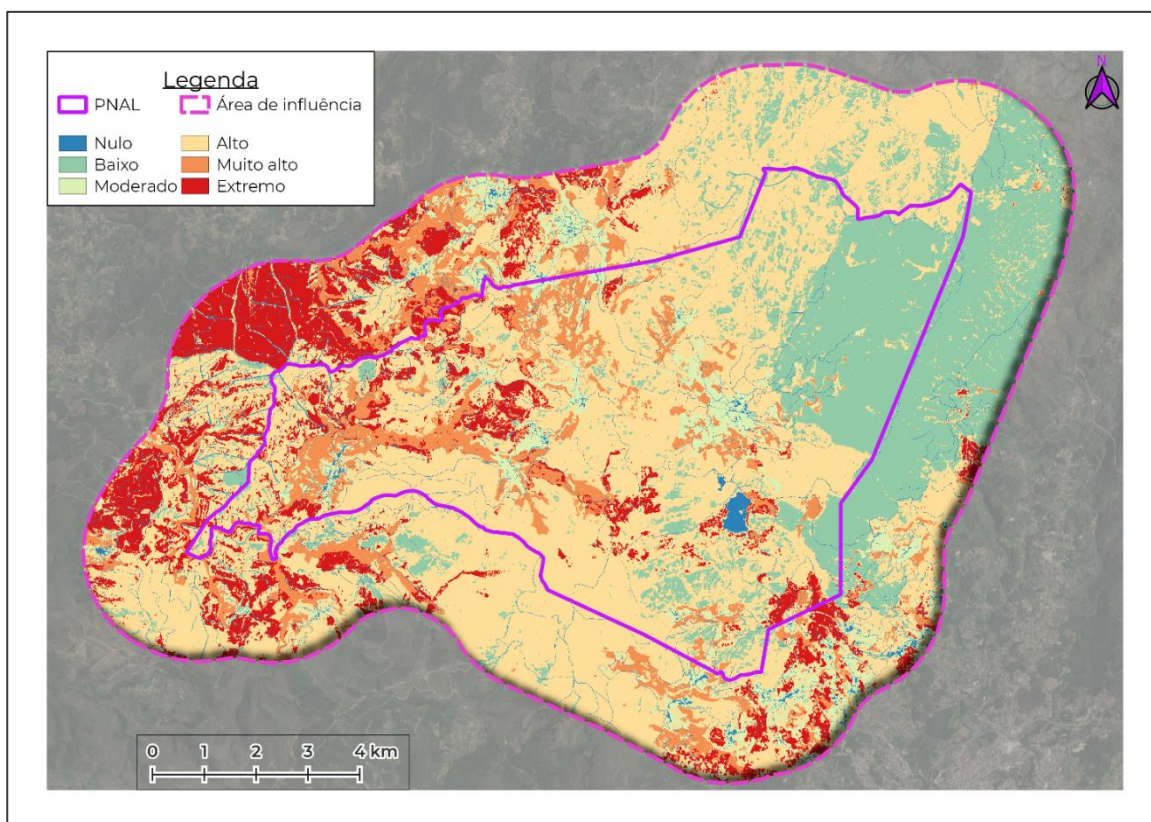 Legenda
PNAL Área de influência
Nulo Alto
Baixo Muito alto
Moderado Extremo
N
0 1 2 3 4 km